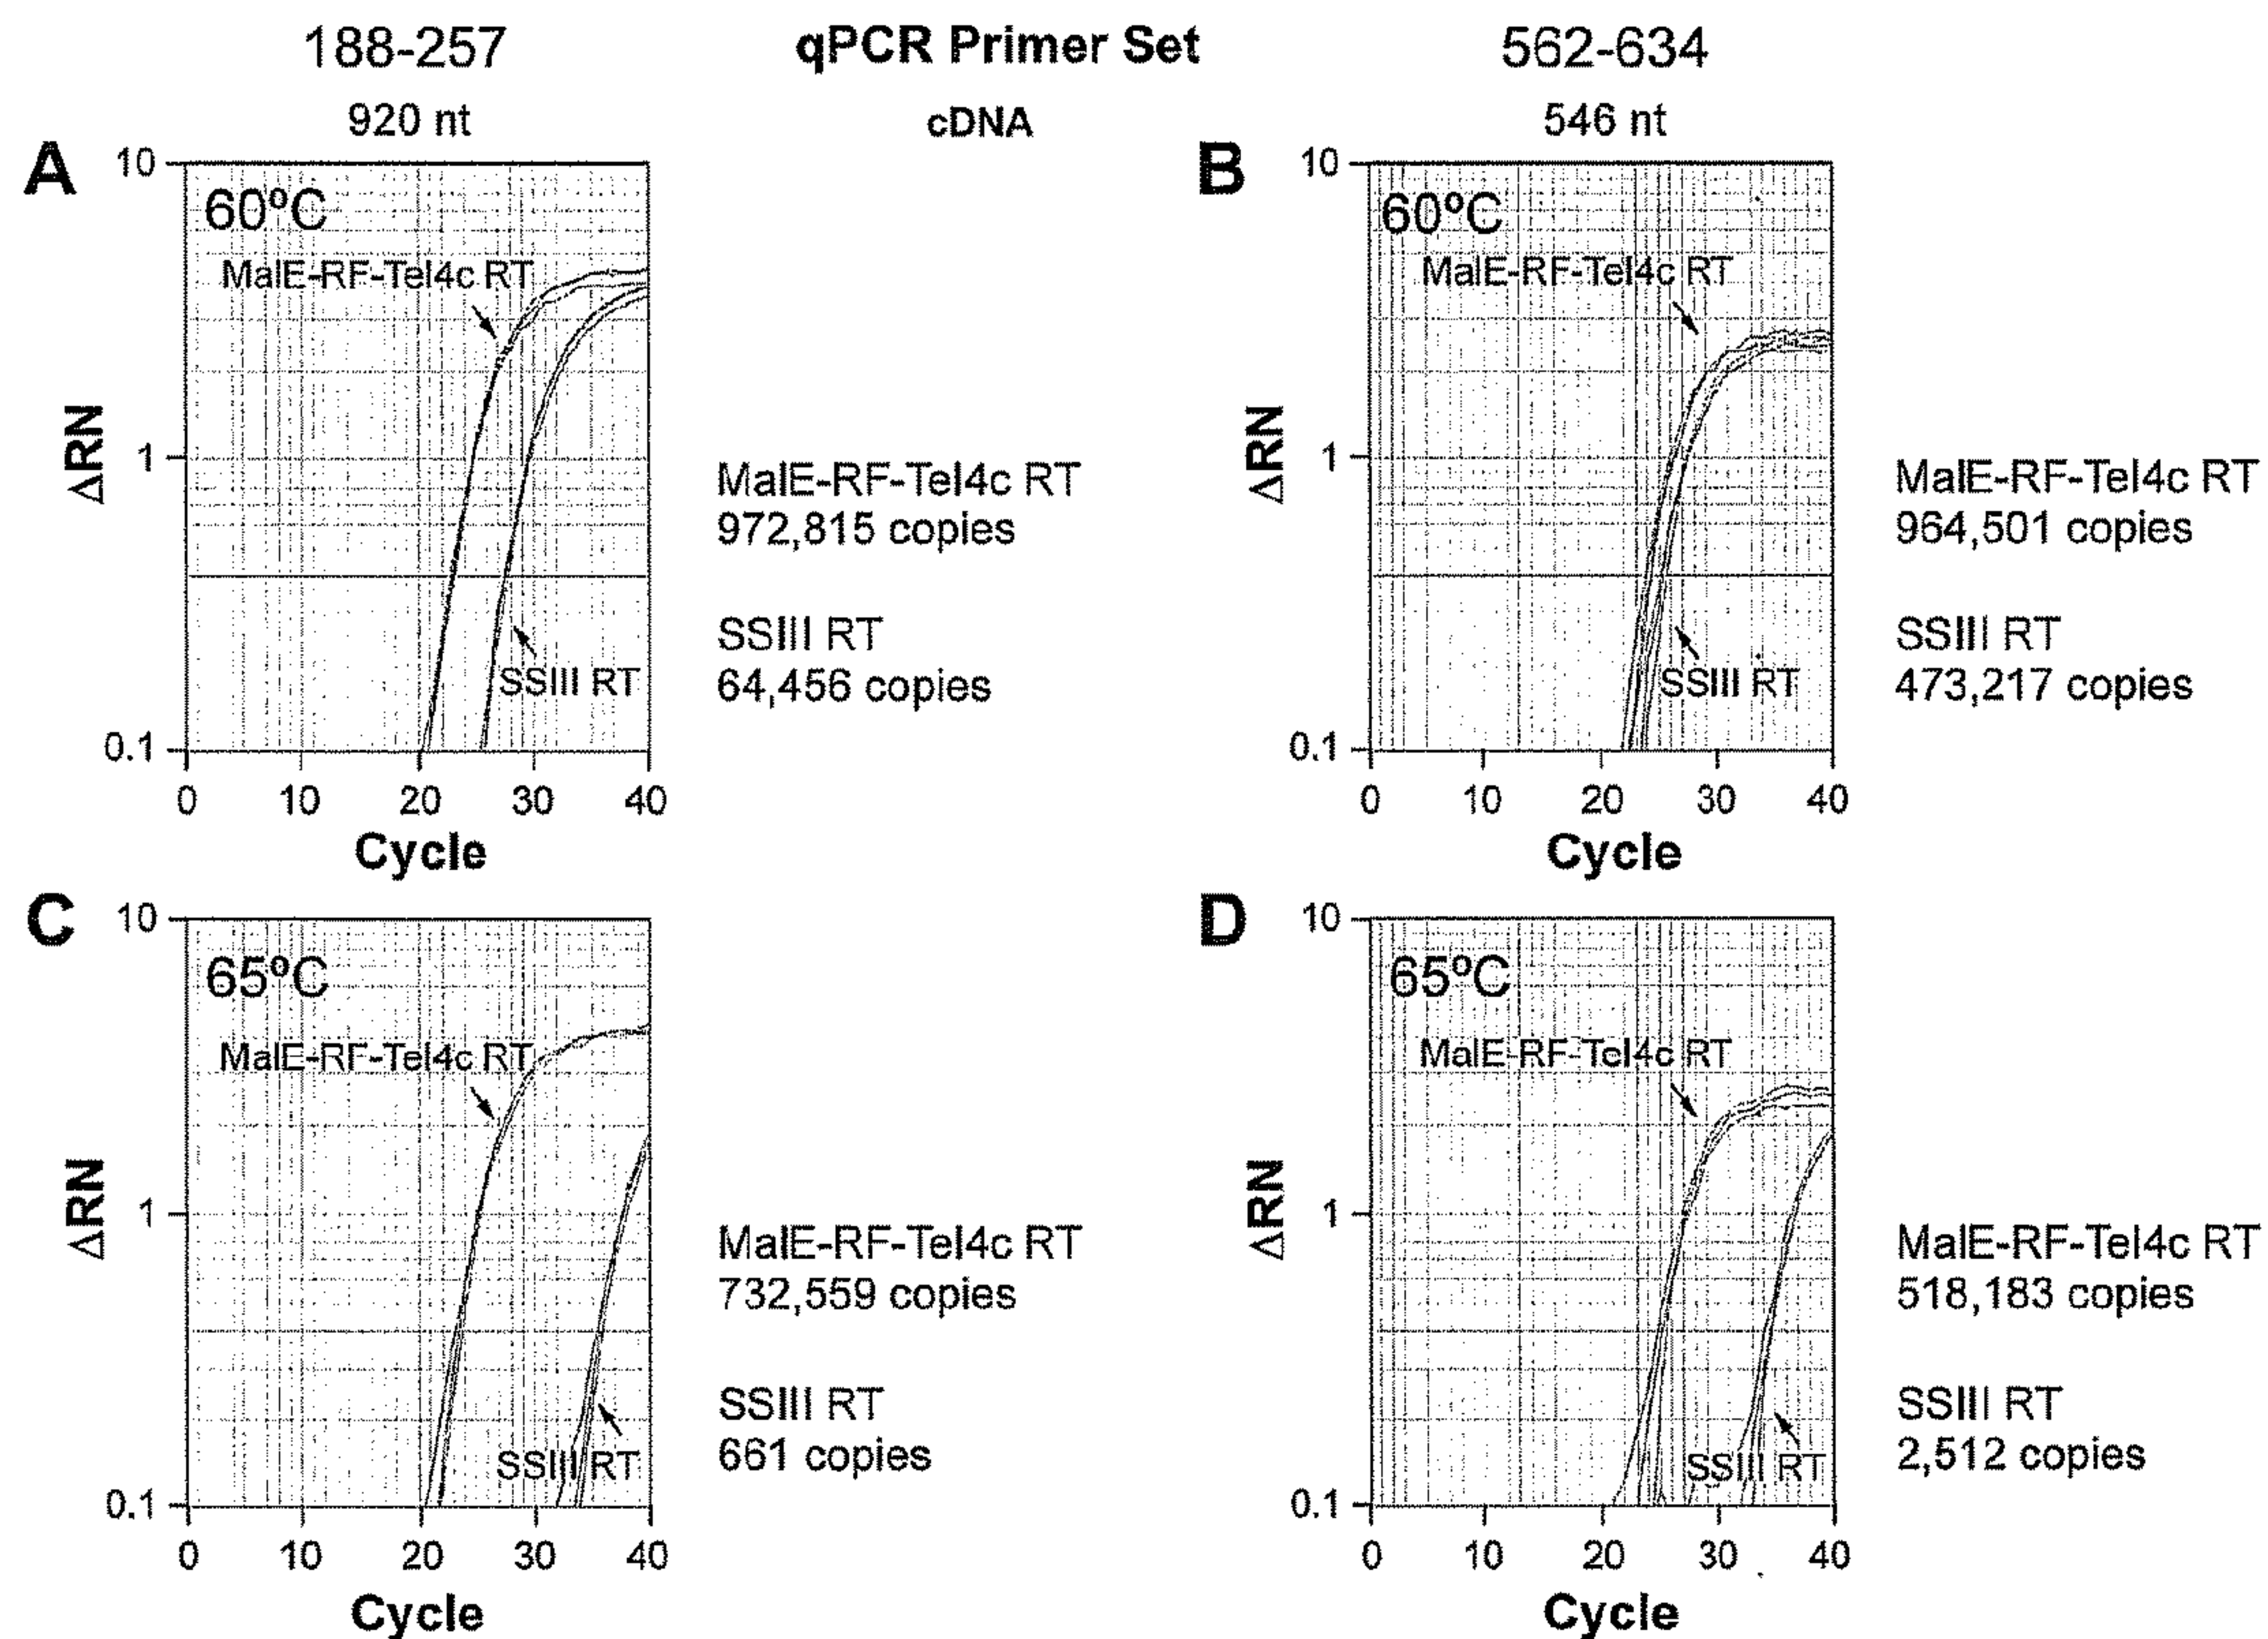 188-257
qPCR Primer Set
562-634
920 nt
cDNA
546 nt
A
10
60ºC
MalE-RF-Tel4c RT
ΔRN
1
SSIII RT
0.1
0 10 20 30 40
Cycle
MalE-RF-Tel4c RT
972,815 copies
SSIII RT
64,456 copies
B
10
60ºC
MalE-RF-Tel4c RT
ΔRN
1
SSIII RT
0.1
0 10 20 30 40
Cycle
MalE-RF-Tel4c RT
964,501 copies
SSIII RT
473,217 copies
C
10
65ºC
MalE-RF-Tel4c RT
ΔRN
1
SSIII RT
0.1
0 10 20 30 40
Cycle
MalE-RF-Tel4c RT
732,559 copies
SSIII RT
661 copies
D
10
65ºC
MalE-RF-Tel4c RT
ΔRN
1
SSIII RT
0.1
0 10 20 30 40
Cycle
MalE-RF-Tel4c RT
518,183 copies
SSIII RT
2,512 copies